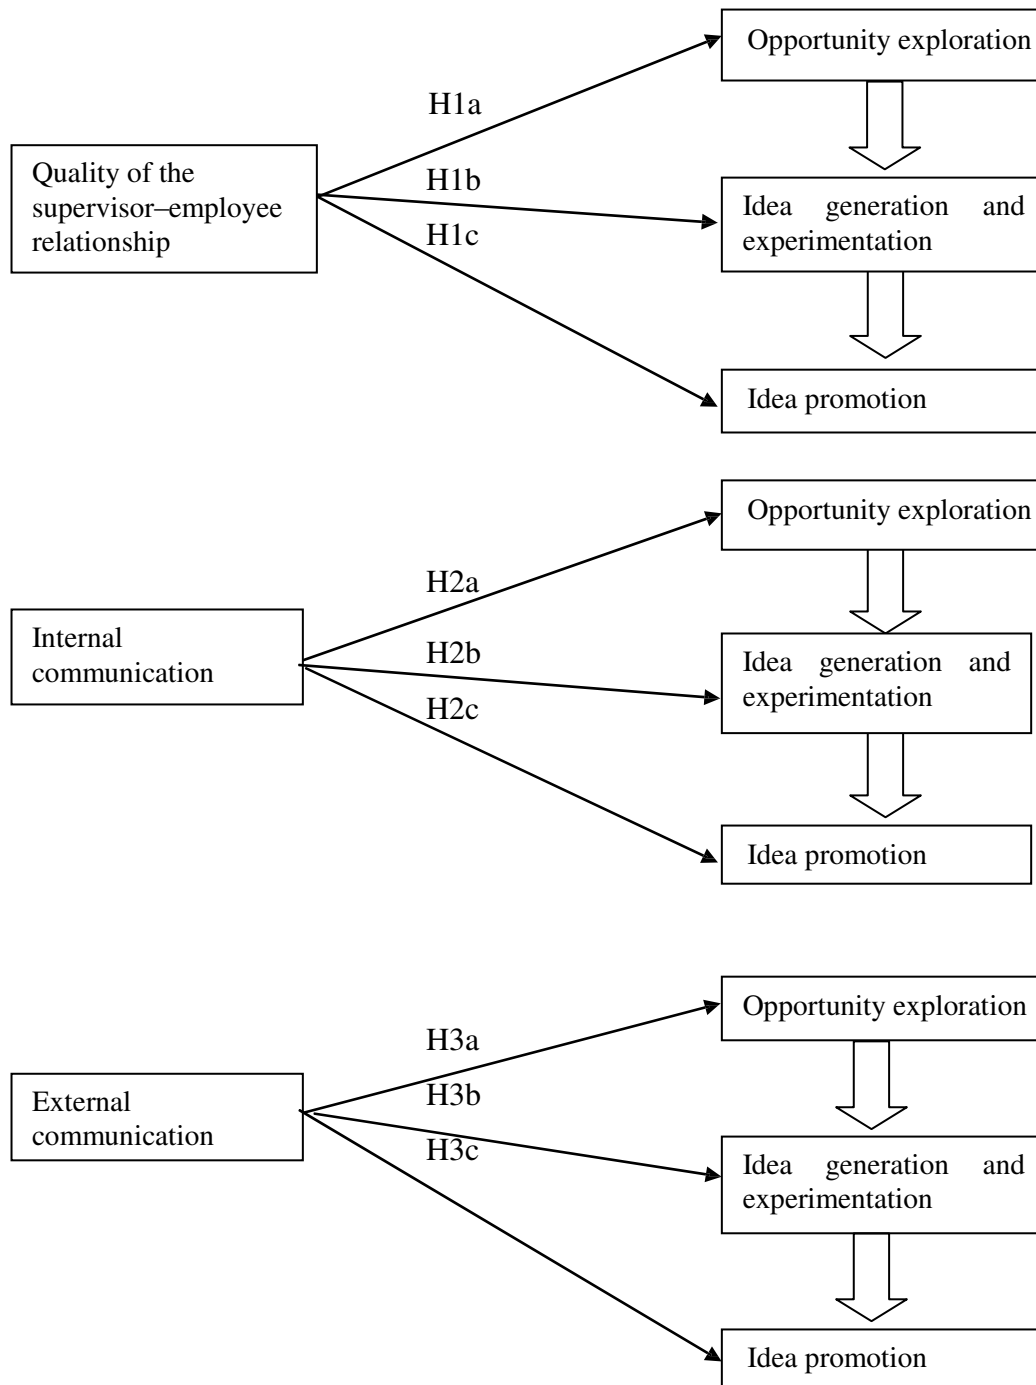 Opportunity exploration
H1a
Quality of the
supervisor–employee
relationship
H1b
Idea generation and
experimentation
H1c
Idea promotion
Opportunity exploration
H2a
Internal
communication
H2b
Idea generation and
experimentation
H2c
Idea promotion
Opportunity exploration
H3a
External
communication
H3b
H3c
Idea generation and
experimentation
Idea promotion